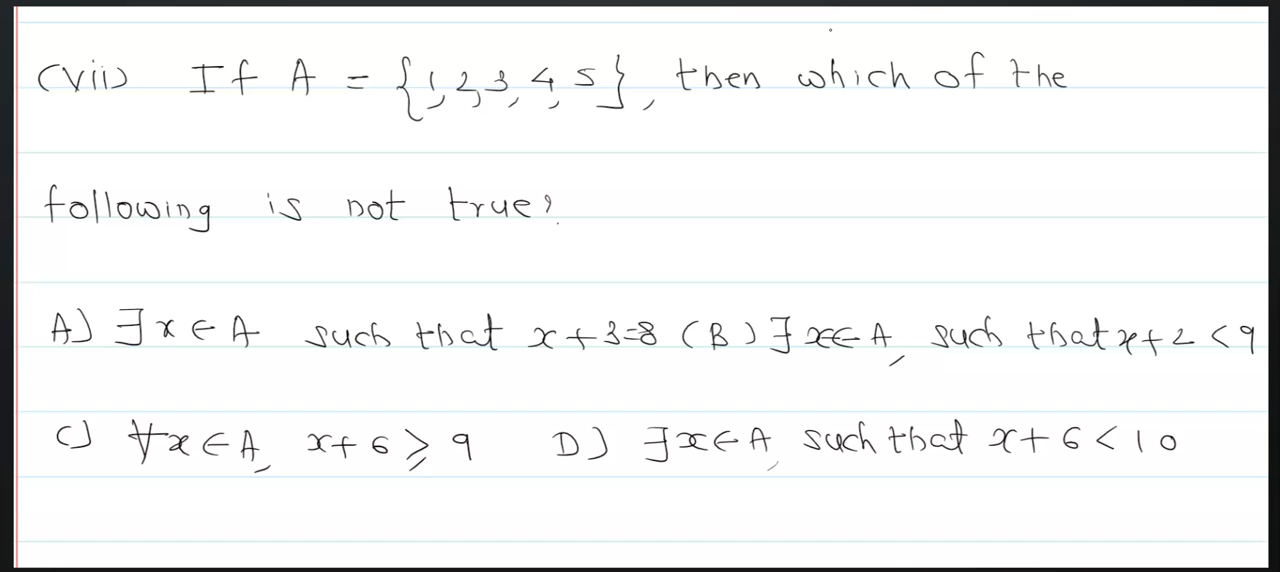 (vii) If A = {1, 2, 3, 4, 5}, then which of the
following is not true?
A) ∃ x ∈ A such that x + 3 = 8 (B) ∃ x ∈ A, such that x + 2 < 9
C) ∀ x ∈ A, x + 6 ≥ 9 D) ∃ x ∈ A, such that x + 6 < 10